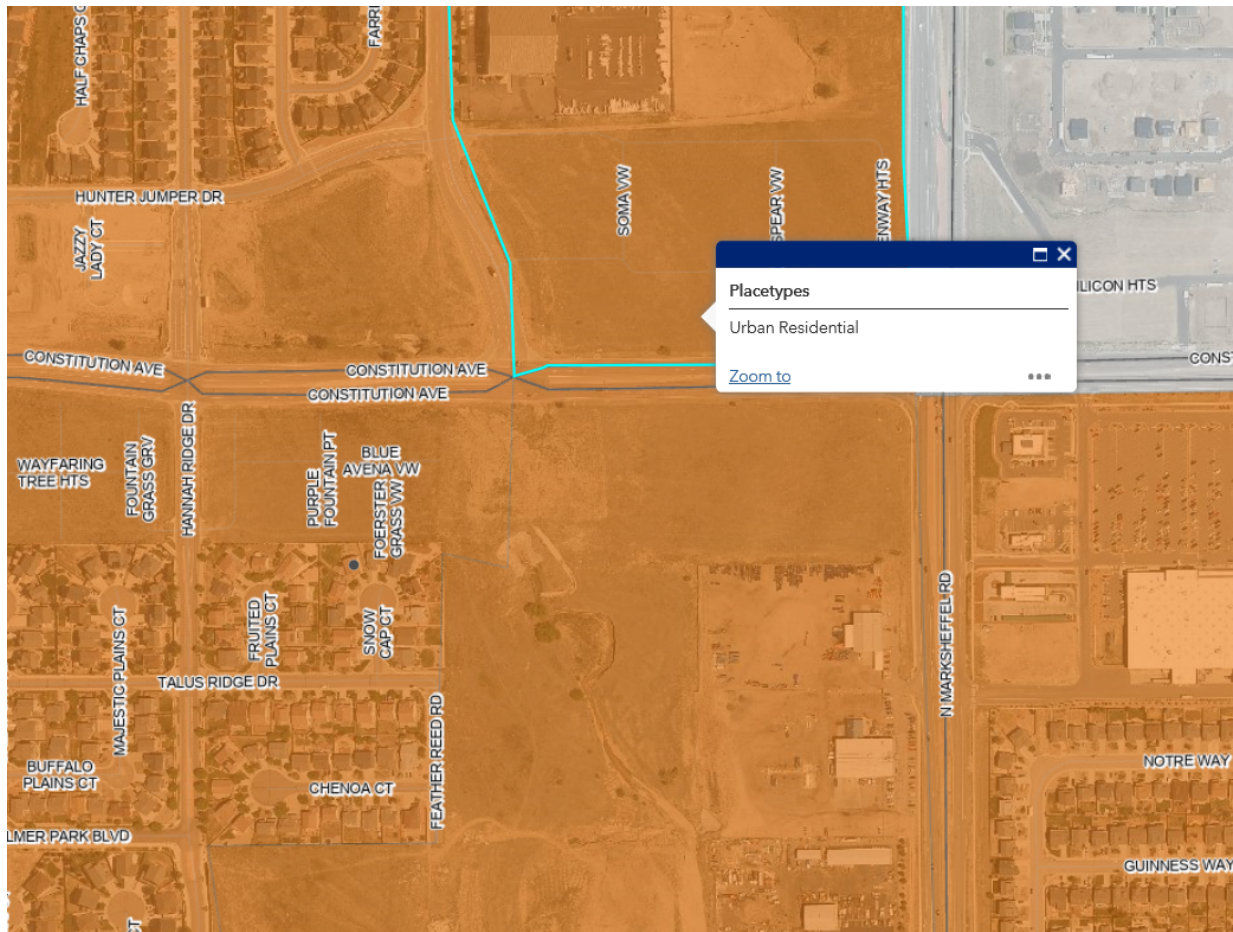 HALF CHAPS
FARRI
HUNTER JUMPER DR
JAZZY
LADY CT
SOMA VW
SPEAR VW
ENWAY HTS
Placetypes
Urban Residential
Zoom to
ILICON HTS
CONSTITUTION AVE
CONSTITUTION AVE
CONSTITUTION AVE
CONST
WAYFARING
TREE HTS
FOUNTAIN
GRASS GRV
HANNAH RIDGE DR
PURPLE
FOUNTAIN PT
BLUE
AVENA VW
FOERSTER
GRASS VW
MAJESTIC PLAINS CT
FRUITED
PLAINS CT
SNOW
CAP CT
TALUS RIDGE DR
N MARKSHEFFEL RD
FEATHER REED RD
BUFFALO
PLAINS CT
CHENOA CT
NOTRE WAY
LMER PARK BLVD
GUINNESS WAY
CT